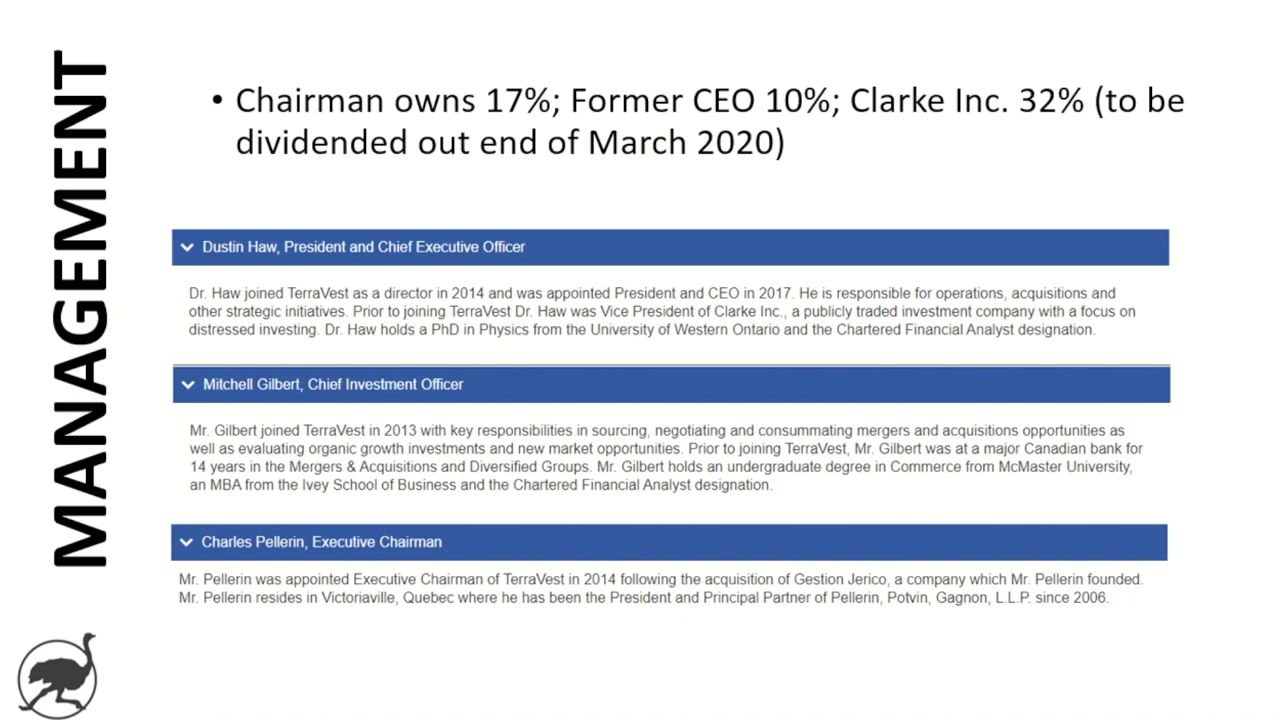 MANAGEMENT
• Chairman owns 17%; Former CEO 10%; Clarke Inc. 32% (to be
dividended out end of March 2020)
Dustin Haw, President and Chief Executive Officer
Dr. Haw joined TerraVest as a director in 2014 and was appointed President and CEO in 2017. He is responsible for operations, acquisitions and
other strategic initiatives. Prior to joining TerraVest Dr. Haw was Vice President of Clarke Inc., a publicly traded investment company with a focus on
distressed investing. Dr. Haw holds a PhD in Physics from the University of Western Ontario and the Chartered Financial Analyst designation.
Mitchell Gilbert, Chief Investment Officer
Mr. Gilbert joined TerraVest in 2013 with key responsibilities in sourcing, negotiating and consummating mergers and acquisitions opportunities as
well as evaluating organic growth investments and new market opportunities. Prior to joining TerraVest, Mr. Gilbert was at a major Canadian bank for
14 years in the Mergers & Acquisitions and Diversified Groups. Mr. Gilbert holds an undergraduate degree in Commerce from McMaster University,
an MBA from the Ivey School of Business and the Chartered Financial Analyst designation.
Charles Pellerin, Executive Chairman
Mr. Pellerin was appointed Executive Chairman of TerraVest in 2014 following the acquisition of Gestion Jerico, a company which Mr. Pellerin founded.
Mr. Pellerin resides in Victoriaville, Quebec where he has been the President and Principal Partner of Pellerin, Potvin, Gagnon, L.L.P. since 2006.